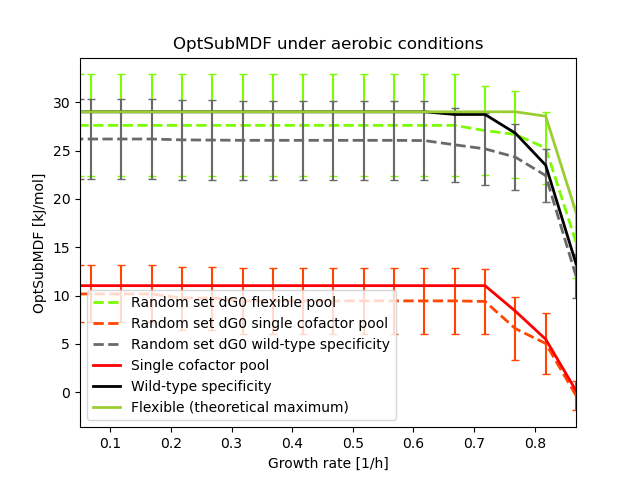 OptSubMDF under aerobic conditions
OptSubMDF [kJ/mol]
30
25
20
15
10
5
0
Random set dG0 flexible pool
Random set dG0 single cofactor pool
Random set dG0 wild-type specificity
Single cofactor pool
Wild-type specificity
Flexible (theoretical maximum)
0.1 0.2 0.3 0.4 0.5 0.6 0.7 0.8
Growth rate [1/h]